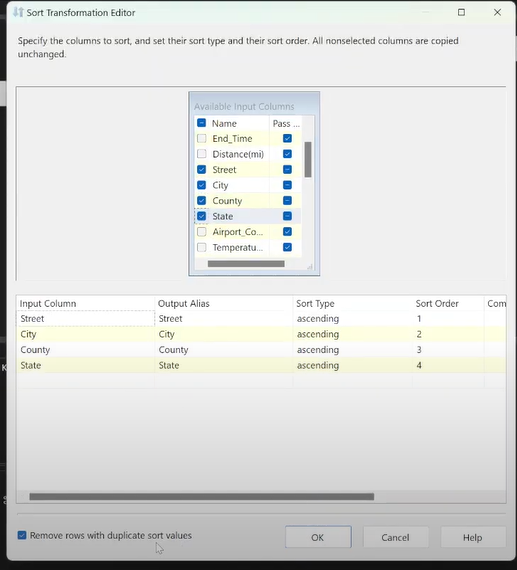 Sort Transformation Editor
Specify the columns to sort, and set their sort type and their sort order. All nonselected columns are copied
unchanged.
Available Input Columns
Name Pass ...
End_Time
Distance(mi)
Street
City
County
State
Airport_Co...
Temperatu...
Input Column Output Alias Sort Type Sort Order Com
Street Street ascending 1
City City ascending 2
County County ascending 3
State State ascending 4
Remove rows with duplicate sort values
OK Cancel Help